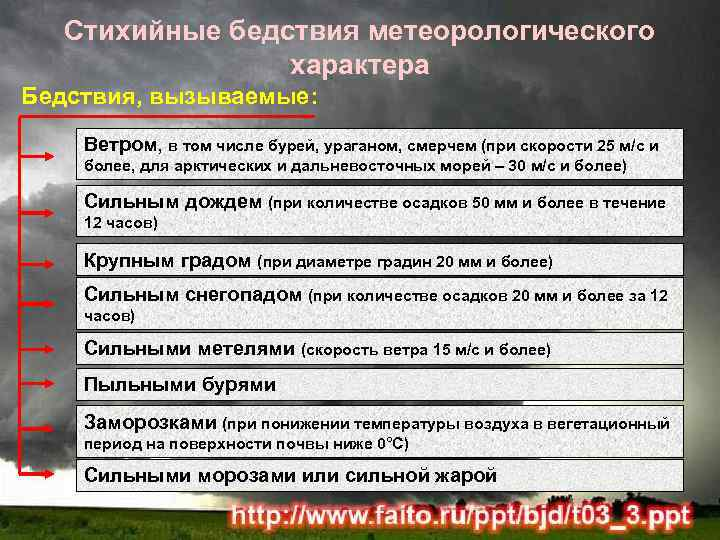 Стихийные бедствия метеорологического
характера
Бедствия, вызываемые:
Ветром, в том числе бурей, ураганом, смерчем (при скорости 25 м/с и
более, для арктических и дальневосточных морей – 30 м/с и более)
Сильным дождем (при количестве осадков 50 мм и более в течение
12 часов)
Крупным градом (при диаметре градин 20 мм и более)
Сильным снегопадом (при количестве осадков 20 мм и более за 12
часов)
Сильными метелями (скорость ветра 15 м/с и более)
Пыльными бурями
Заморозками (при понижении температуры воздуха в вегетационный
период на поверхности почвы ниже 0°С)
Сильными морозами или сильной жарой
http://www.faito.ru/ppt/bjd/t03_3.ppt